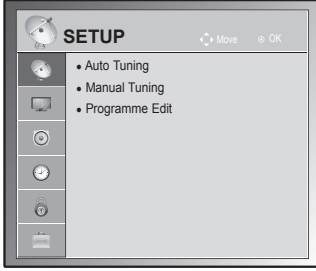 SETUP
Move OK
• Auto Tuning
• Manual Tuning
• Programme Edit